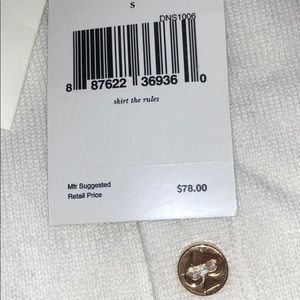 S
DNS1006
8 87622 36936 0
skirt the rules
Mfr Suggested
Retail Price
$78.00